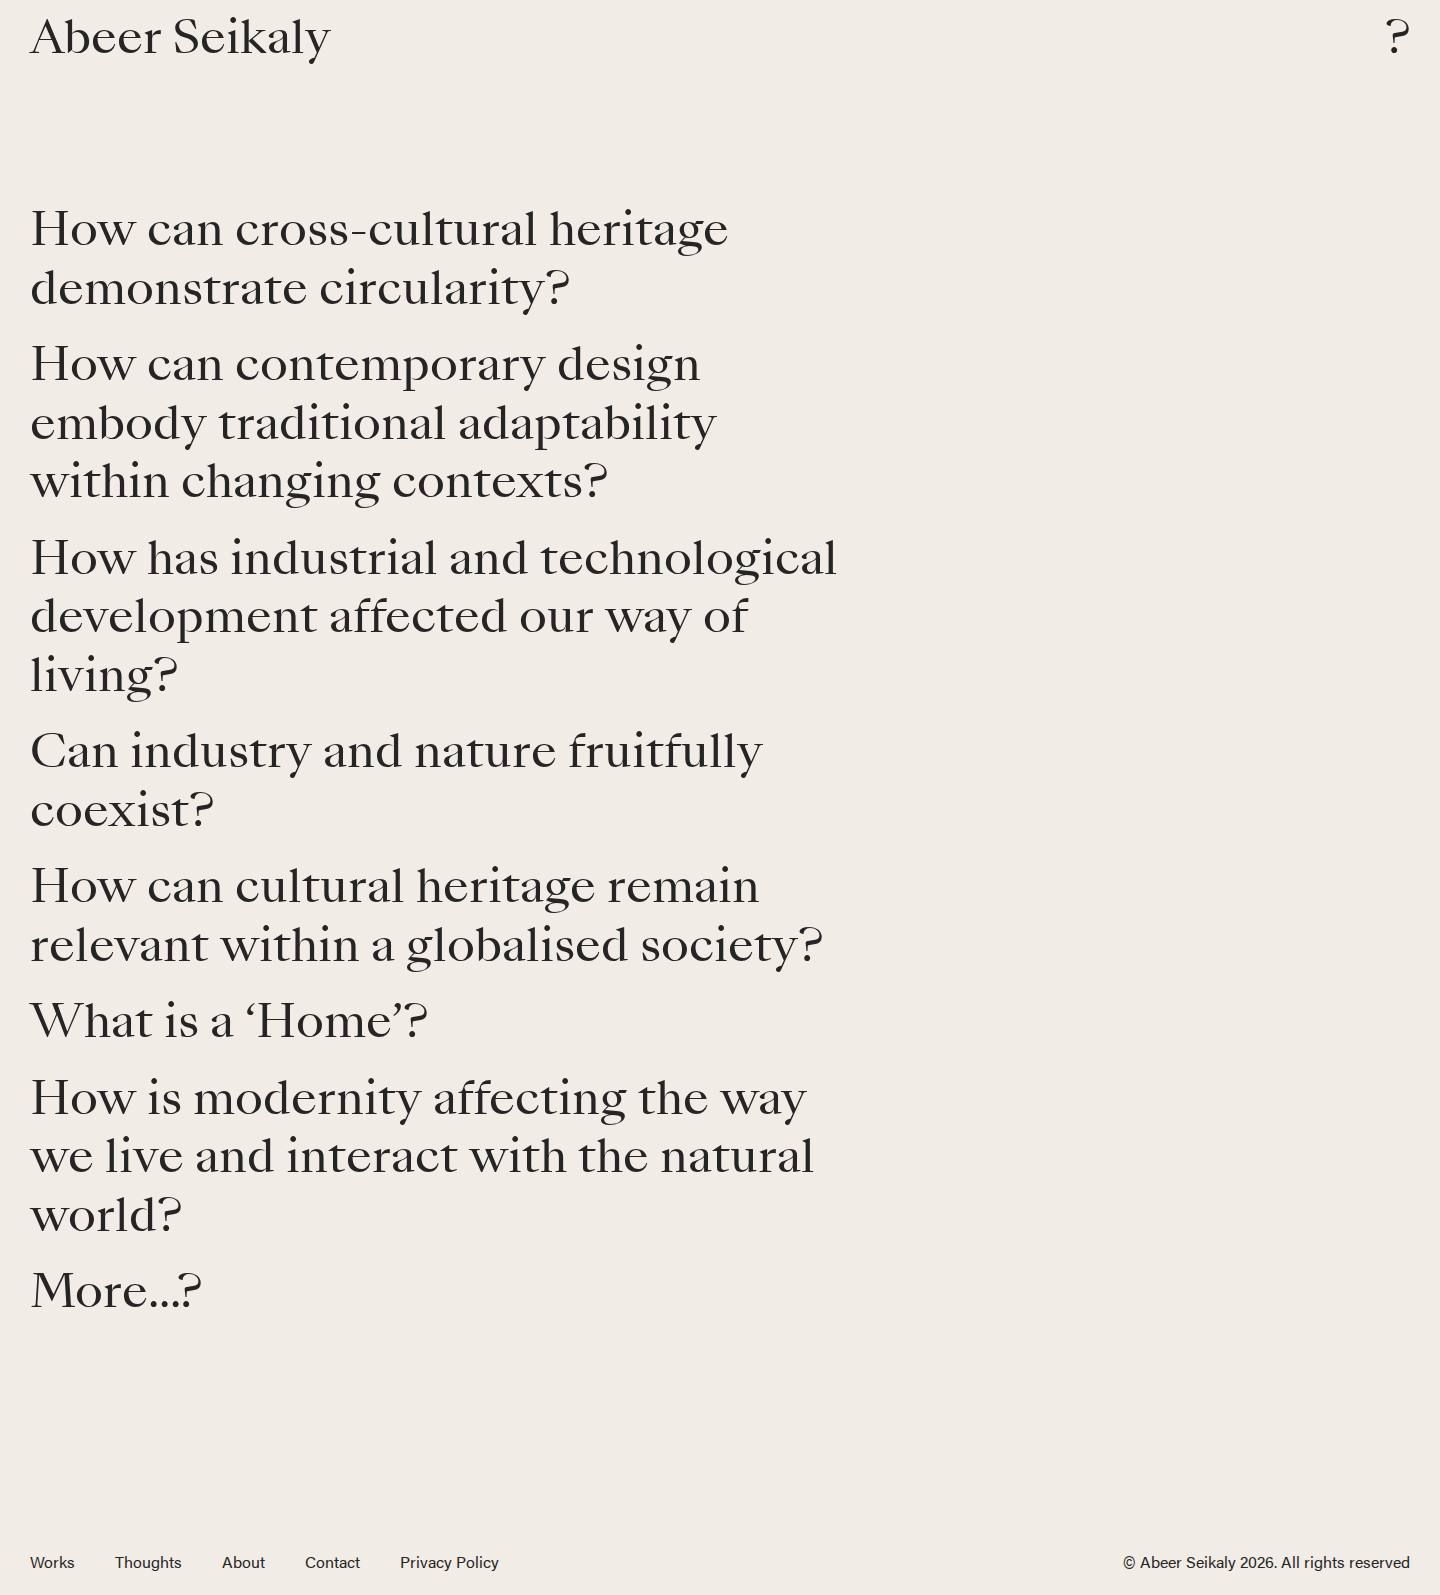 Abeer Seikaly
?
How can cross-cultural heritage
demonstrate circularity?
How can contemporary design
embody traditional adaptability
within changing contexts?
How has industrial and technological
development affected our way of
living?
Can industry and nature fruitfully
coexist?
How can cultural heritage remain
relevant within a globalised society?
What is a ‘Home’?
How is modernity affecting the way
we live and interact with the natural
world?
More...?
Works Thoughts About Contact Privacy Policy
© Abeer Seikaly 2026. All rights reserved